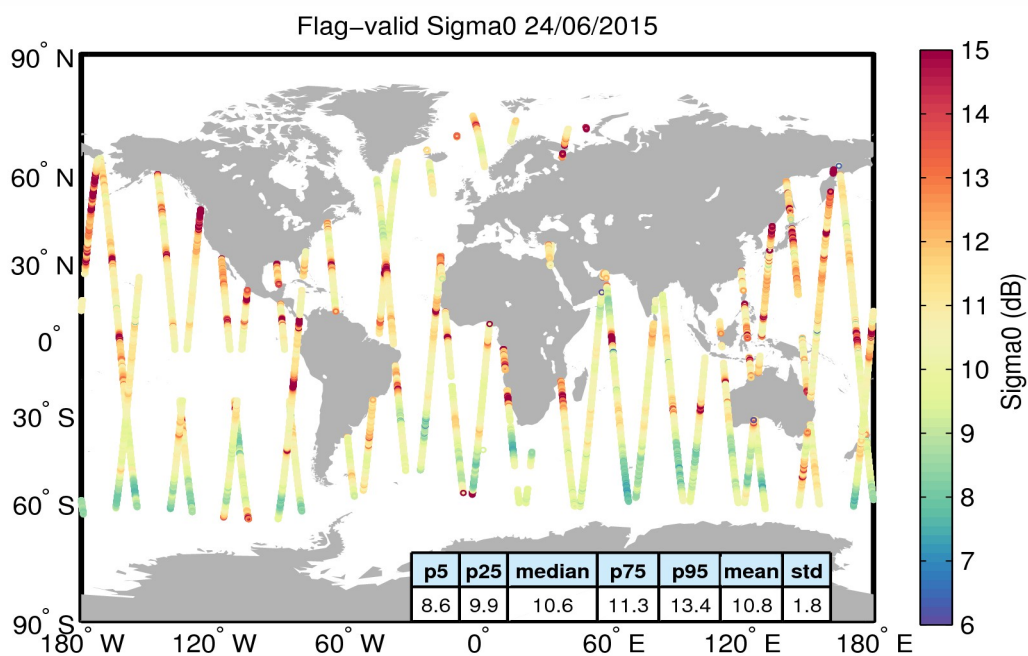 Flag−valid Sigma0 24/06/2015
90° N
60° N
30° N
0°
30° S
60° S
90° S
180° W
120° W
60° W
0°
60° E
120° E
180° E
15
14
13
12
11
10
9
8
7
6
Sigma0 (dB)
p5 p25 median p75 p95 mean std
8.6 9.9 10.6 11.3 13.4 10.8 1.8